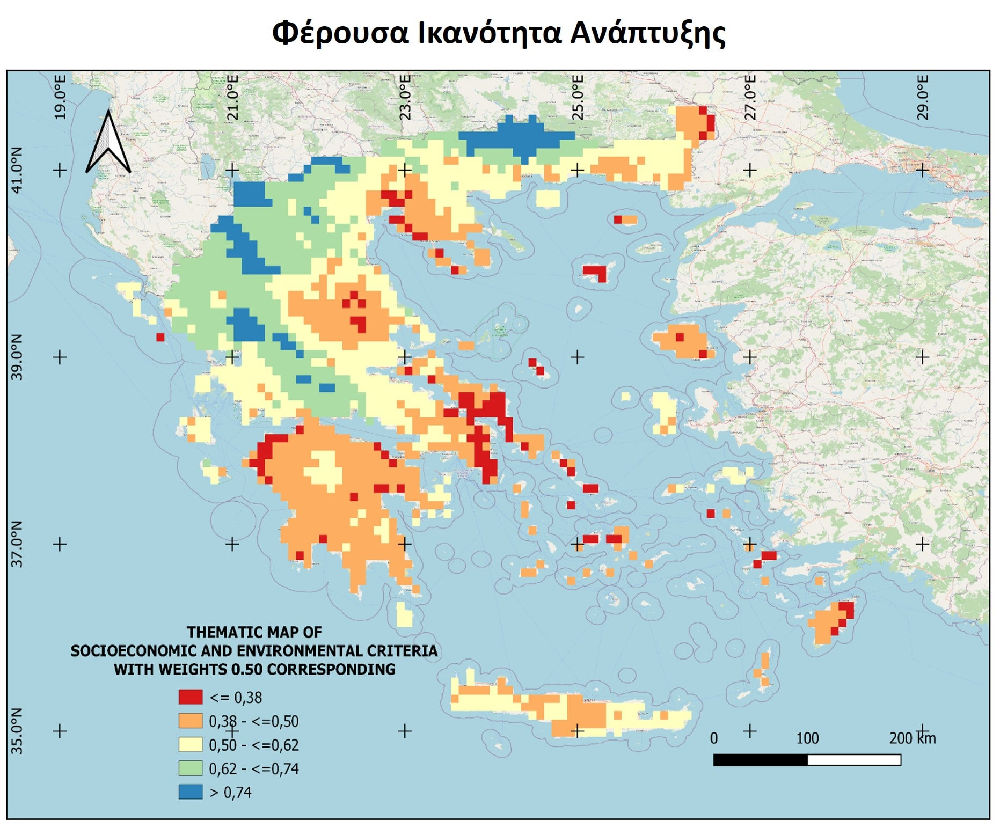 Φέρουσα Ικανότητα Ανάπτυξης
19.0°E
21.0°E
23.0°E
25.0°E
27.0°E
29.0°E
41.0°N
39.0°N
37.0°N
35.0°N
THEMATIC MAP OF
SOCIOECONOMIC AND ENVIRONMENTAL CRITERIA
WITH WEIGHTS 0.50 CORRESPONDING
<= 0,38
0,38 - <=0,50
0,50 - <=0,62
0,62 - <=0,74
> 0,74
0 100 200 km